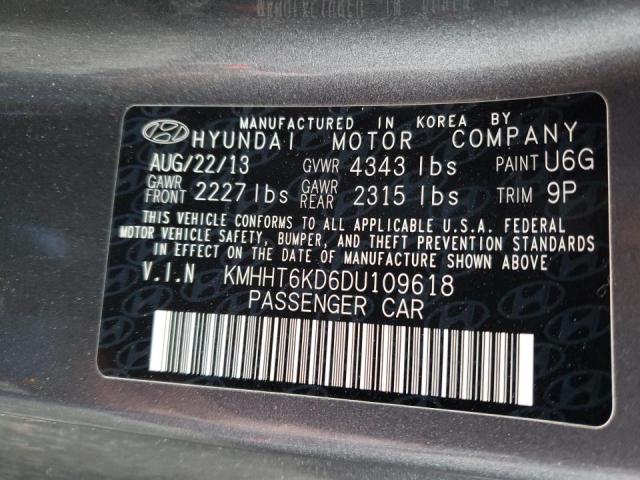 MANUFACTURED IN KOREA BY
HYUNDAI MOTOR COMPANY
AUG/22/13 GVWR 4343 lbs PAINT U6G
GAWR FRONT 2227 lbs GAWR REAR 2315 lbs TRIM 9P
THIS VEHICLE CONFORMS TO ALL APPLICABLE U.S.A. FEDERAL
MOTOR VEHICLE SAFETY, BUMPER, AND THEFT PREVENTION STANDARDS
IN EFFECT ON THE DATE OF MANUFACTURE SHOWN ABOVE.
V.I.N KMHHT6KD6DU109618
PASSENGER CAR